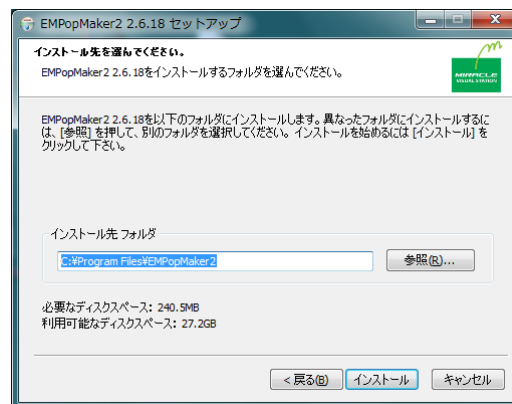 EMPopMaker2 2.6.18 セットアップ
インストール先を選んでください。
EMPopMaker2 2.6.18をインストールするフォルダを選んでください。
m
MIRACLE
VISUAL STATION
EMPopMaker2 2.6.18を以下のフォルダにインストールします。異なったフォルダにインストールするに
は、[参照] を押して、別のフォルダを選択してください。インストールを始めるには [インストール] を
クリックして下さい。
インストール先 フォルダ
C:¥Program Files¥EMPopMaker2
参照(R)...
必要なディスクスペース: 240.5MB
利用可能なディスクスペース: 27.2GB
< 戻る(B)
インストール
キャンセル